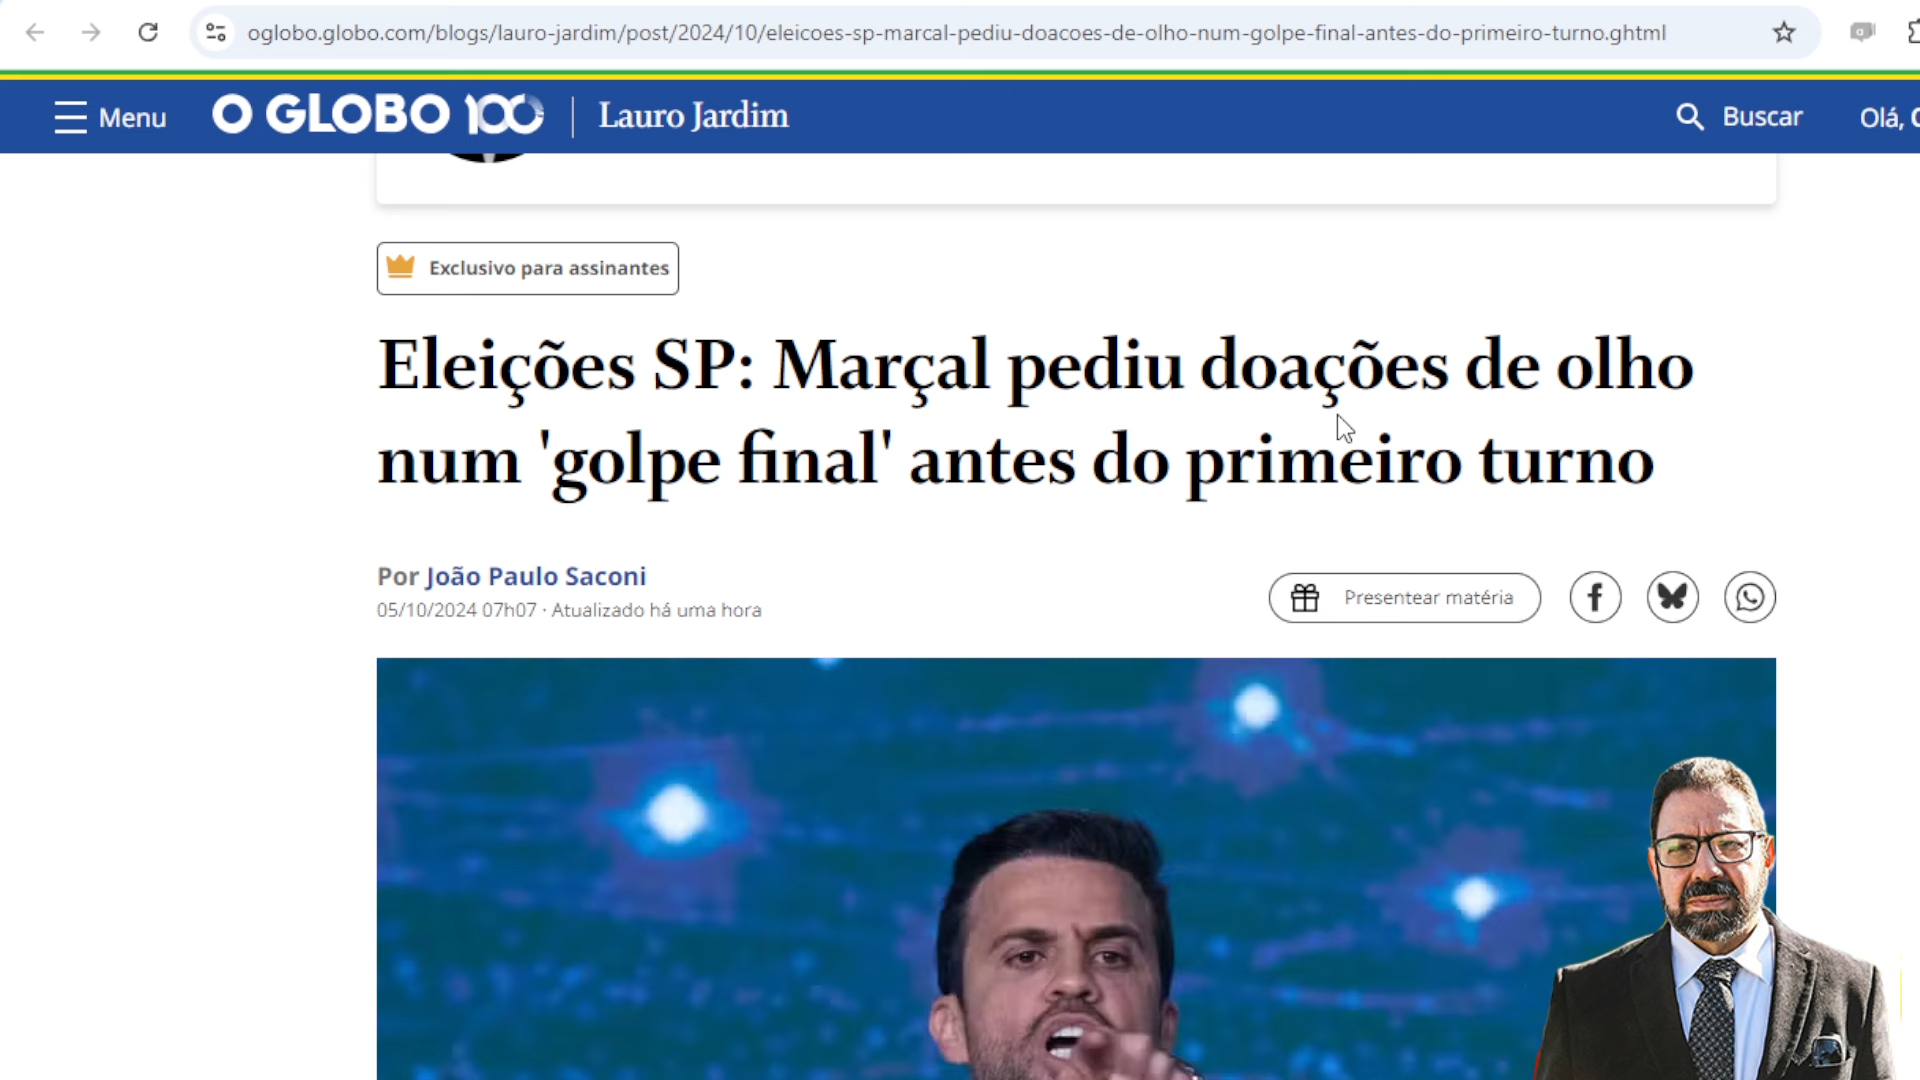 oglobo.globo.com/blogs/lauro-jardim/post/2024/10/eleicoes-sp-marcal-pediu-doacoes-de-olho-num-golpe-final-antes-do-primeiro-turno.ghtml
Menu O GLOBO 100 Lauro Jardim Buscar Olá,
Exclusivo para assinantes
Eleições SP: Marçal pediu doações de olho
num 'golpe final' antes do primeiro turno
Por João Paulo Saconi
05/10/2024 07h07 · Atualizado há uma hora
Presentear matéria